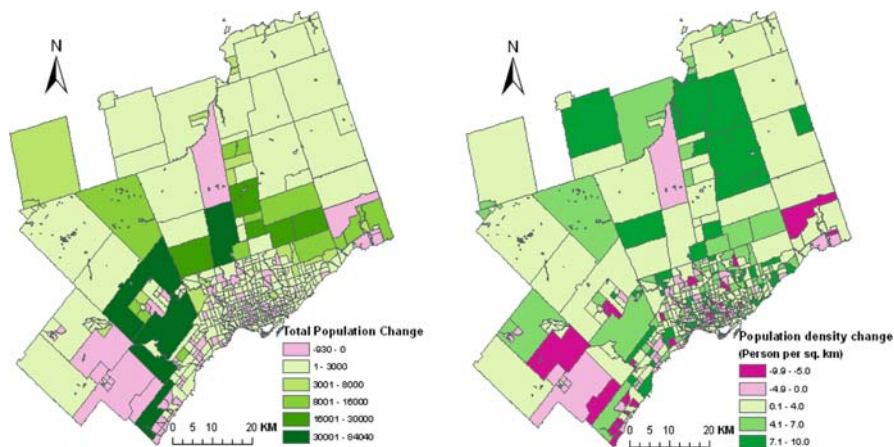 N
Total Population Change
-930 - 0
1 - 3000
3001 - 8000
8001 - 16000
16001 - 30000
30001 - 84040
0 5 10 20 KM
N
Population density change
(Person per sq. km)
-9.9 - -5.0
-4.9 - 0.0
0.1 - 4.0
4.1 - 7.0
7.1 - 10.0
0 5 10 20 KM